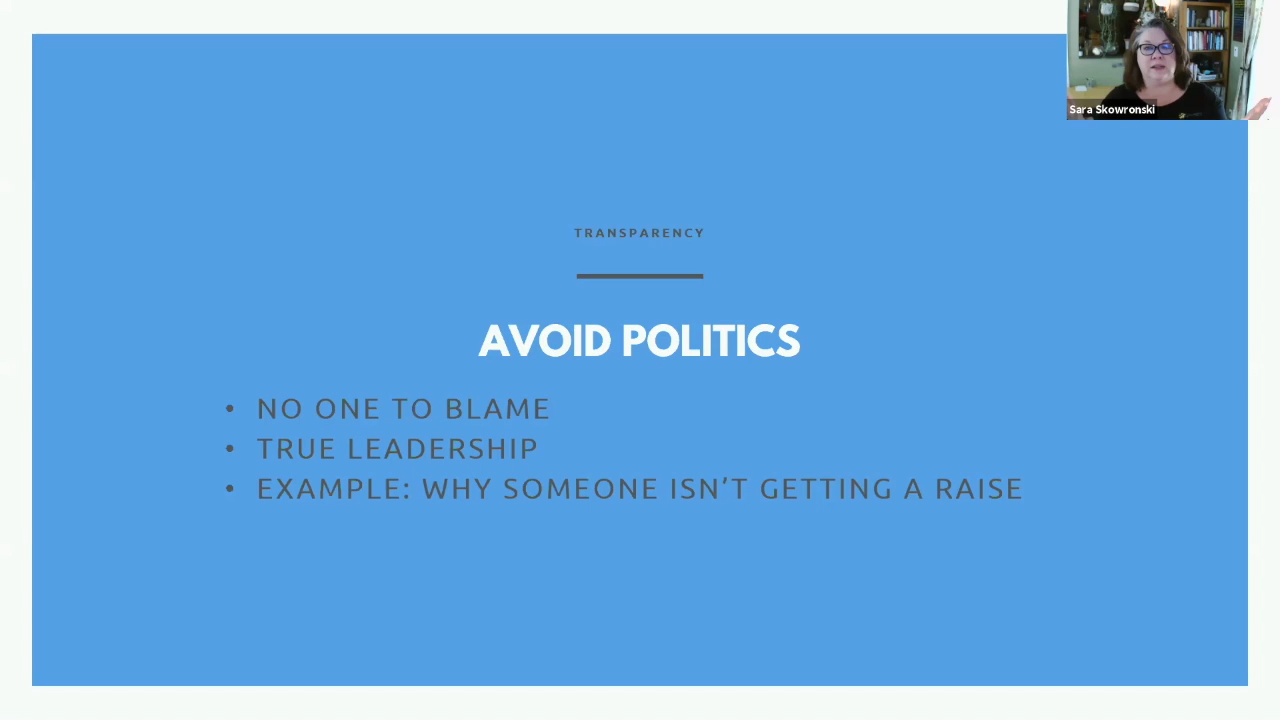 Sara Skowronski
TRANSPARENCY
AVOID POLITICS
• NO ONE TO BLAME
• TRUE LEADERSHIP
• EXAMPLE: WHY SOMEONE ISN’T GETTING A RAISE